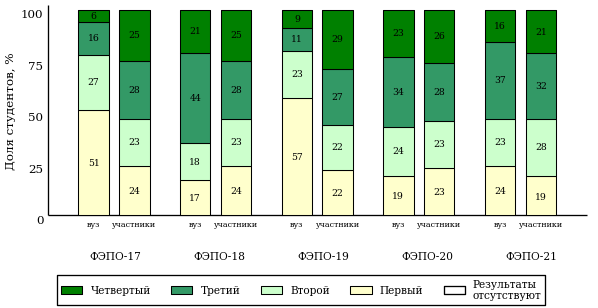 Доля студентов, %
100
75
50
25
0
6 25 21 25 9 29 23 26 16 21
16 28 44 28 11 27 34 28 37 32
27 23 18 23 23 22 24 23 23 28
51 24 17 24 57 22 19 23 24 19
вуз участники вуз участники вуз участники вуз участники вуз участники
ФЭПО-17 ФЭПО-18 ФЭПО-19 ФЭПО-20 ФЭПО-21
Четвертый Третий Второй Первый Результаты
отсутствуют